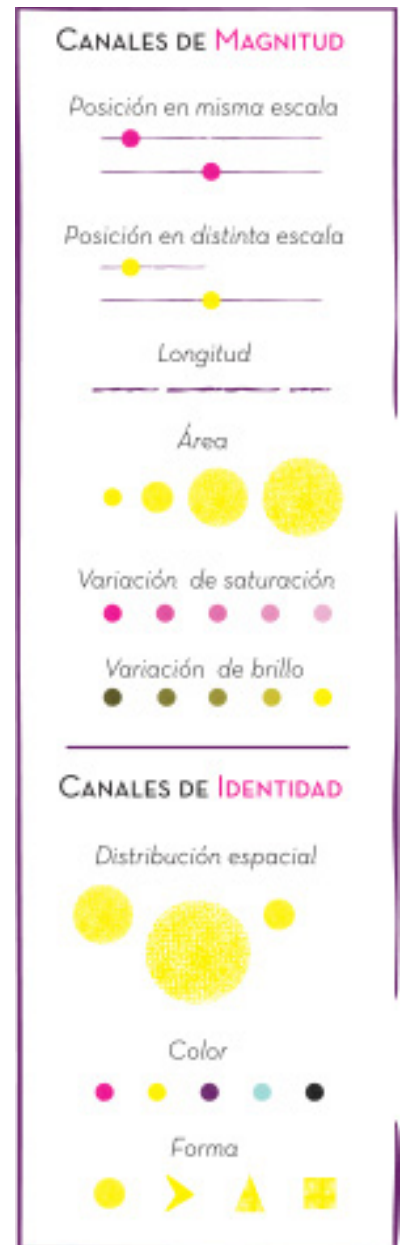 CANALES DE MAGNITUD
Posición en misma escala
Posición en distinta escala
Longitud
Área
Variación de saturación
Variación de brillo
CANALES DE IDENTIDAD
Distribución espacial
Color
Forma